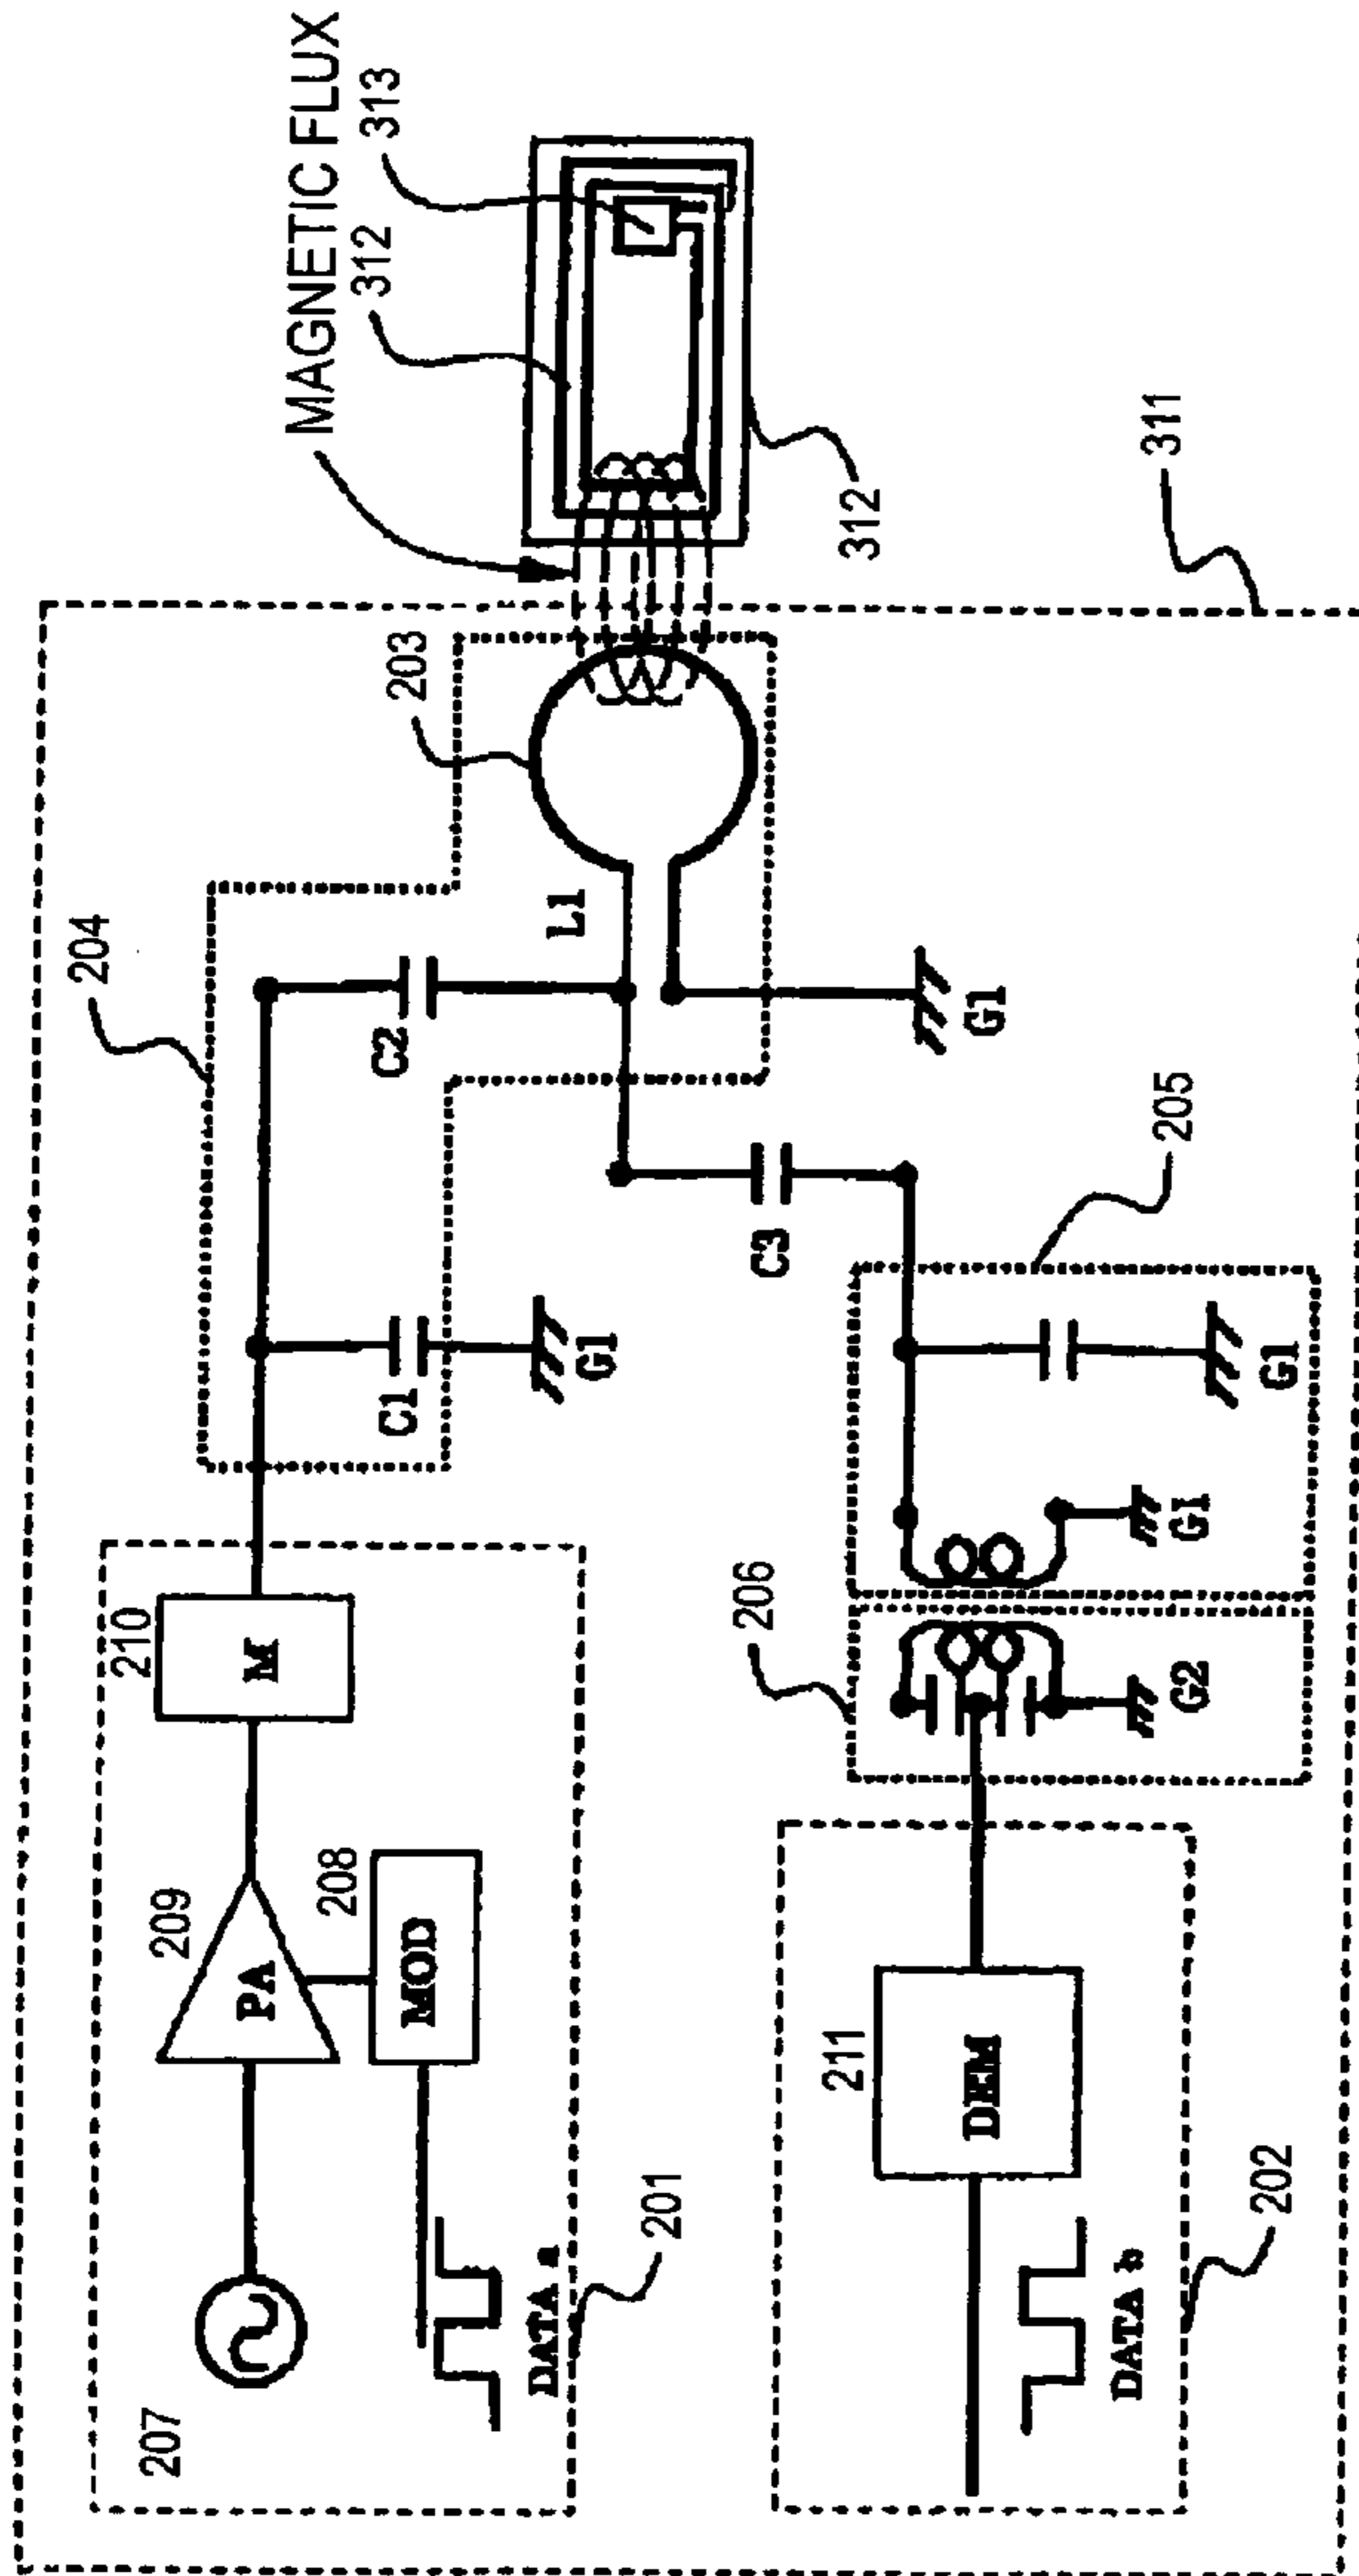 MAGNETIC FLUX
312
313
203
204
L1
C2
312
311
G1
C1
G1
C3
205
G1
G1
206
G2
210
M
209
PA
208
MOD
207
DATA a
201
211
DEM
DATA b
202